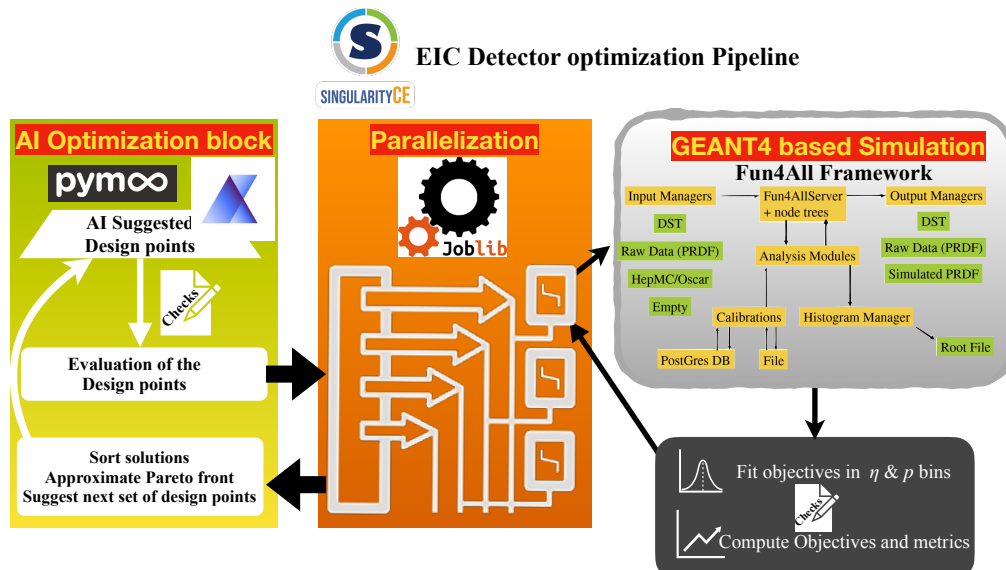 EIC Detector optimization Pipeline
S
SINGULARITYCE
AI Optimization block
pymoo
AI Suggested
Design points
Checks
Evaluation of the
Design points
Sort solutions
Approximate Pareto front
Suggest next set of design points
Parallelization
Joblib
GEANT4 based Simulation
Fun4All Framework
Input Managers
Fun4AllServer
+ node trees
Output Managers
DST
DST
Raw Data (PRDF)
Analysis Modules
Raw Data (PRDF)
HepMC/Oscar
Simulated PRDF
Empty
Calibrations
Histogram Manager
PostGres DB
File
Root File
Fit objectives in η & p bins
Checks
Compute Objectives and metrics